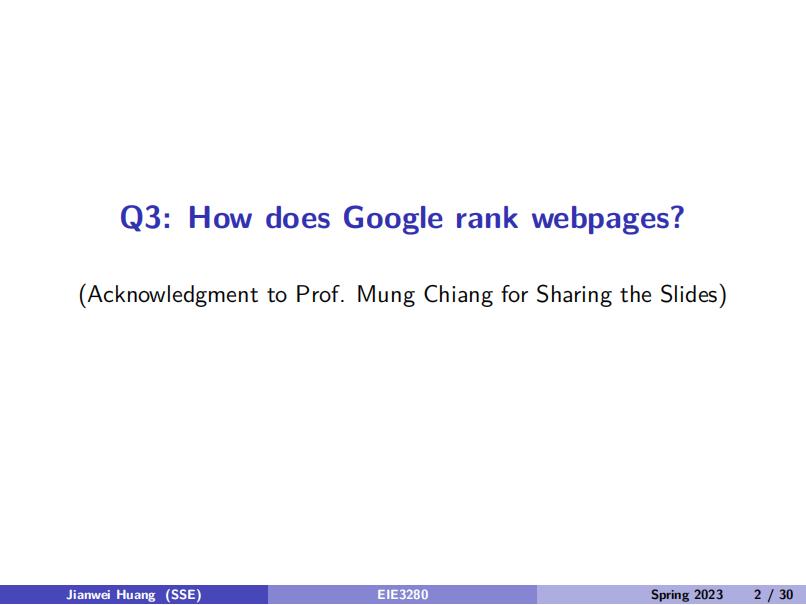 Q3: How does Google rank webpages?
(Acknowledgment to Prof. Mung Chiang for Sharing the Slides)
Jianwei Huang (SSE) EIE3280 Spring 2023 2 / 30